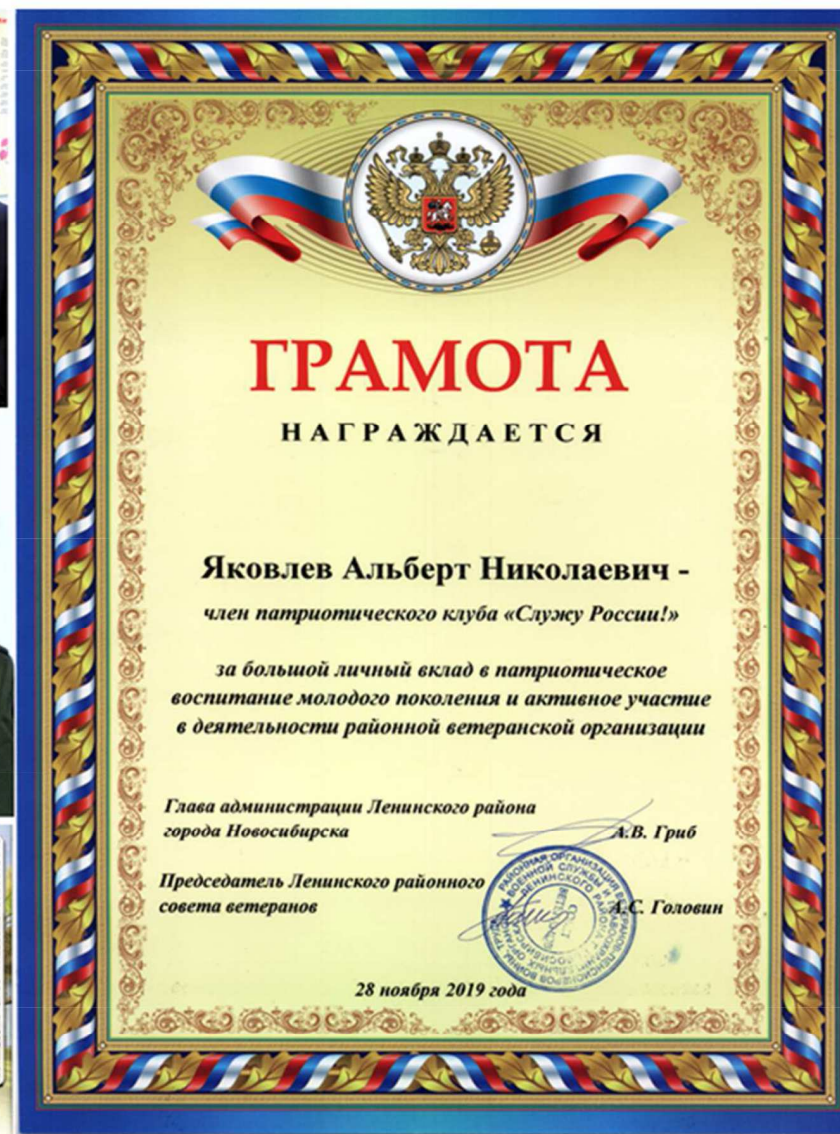 ГРАМОТА
НАГРАЖДАЕТСЯ
Яковлев Альберт Николаевич -
член патриотического клуба «Служу России!»
за большой личный вклад в патриотическое
воспитание молодого поколения и активное участие
в деятельности районной ветеранской организации
Глава администрации Ленинского района
города Новосибирска
А.В. Гриб
Председатель Ленинского районного
совета ветеранов
А.С. Головин
28 ноября 2019 года